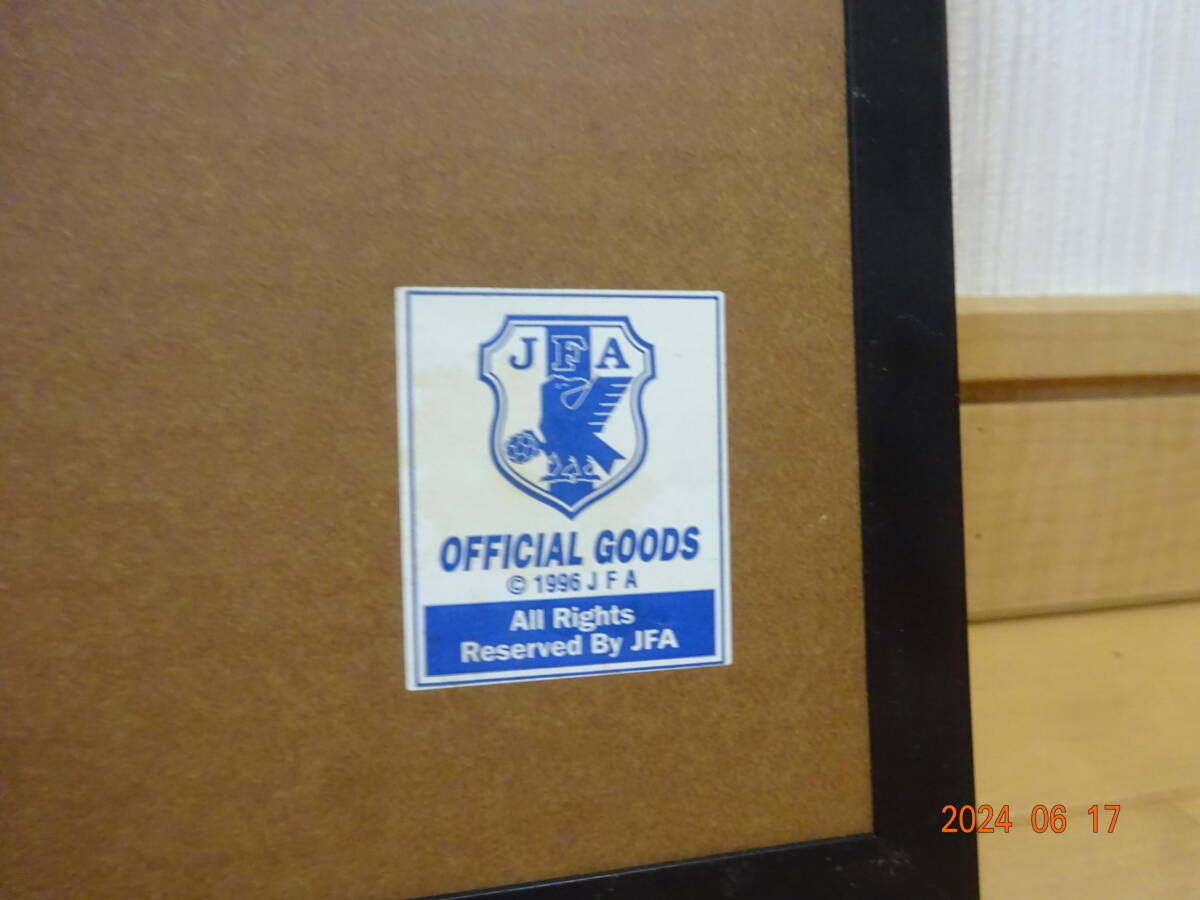 JFA
OFFICIAL GOODS
© 1996 J F A
All Rights
Reserved By JFA
2024 06 17